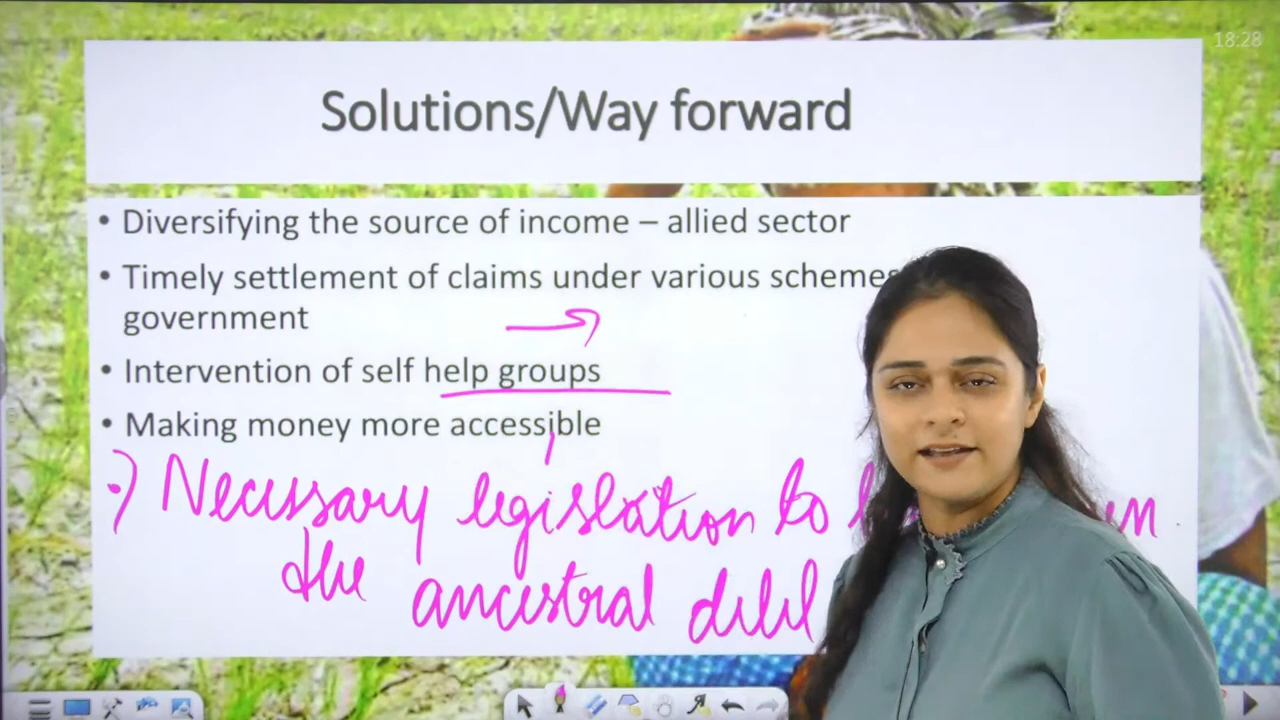 18:28
Solutions/Way forward
• Diversifying the source of income – allied sector
• Timely settlement of claims under various schemes
government
• Intervention of self help groups
• Making money more accessible
Necessary legislation to
the ancestral debt